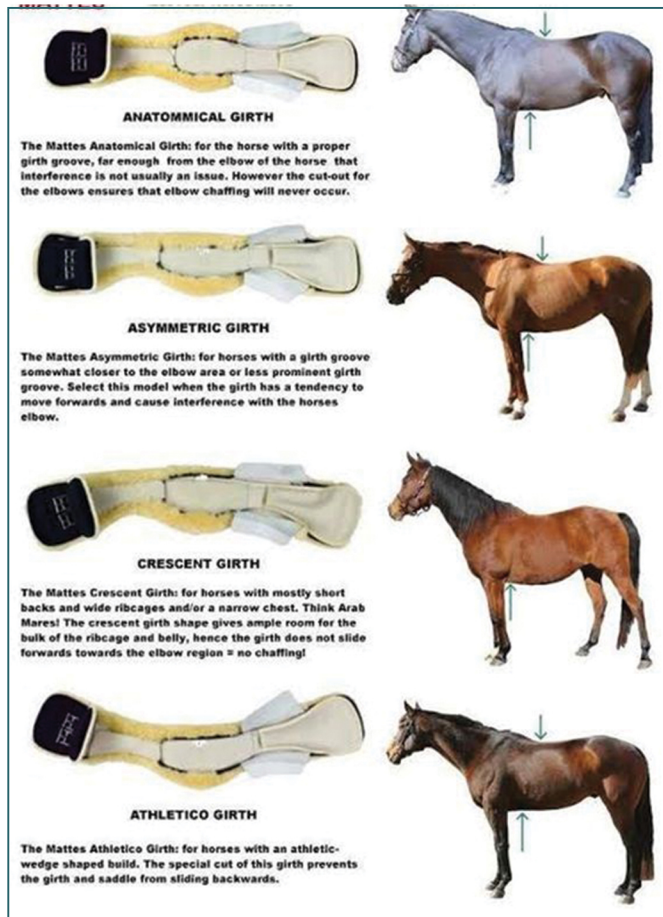 ANATOMMICAL GIRTH
The Mattes Anatomical Girth: for the horse with a proper
girth groove, far enough from the elbow of the horse that
interference is not usually an issue. However the cut-out for
the elbows ensures that elbow chaffing will never occur.
ASYMMETRIC GIRTH
The Mattes Asymmetric Girth: for horses with a girth groove
somewhat closer to the elbow area or less prominent girth
groove. Select this model when the girth has a tendency to
move forwards and cause interference with the horses
elbow.
CRESCENT GIRTH
The Mattes Crescent Girth: for horses with mostly short
backs and wide ribcages and/or a narrow chest. Think Arab
Mares! The crescent girth shape gives ample room for the
bulk of the ribcage and belly, hence the girth does not slide
forwards towards the elbow region = no chaffing!
ATHLETICO GIRTH
The Mattes Athletico Girth: for horses with an athletic-
wedge shaped build. The special cut of this girth prevents
the girth and saddle from sliding backwards.